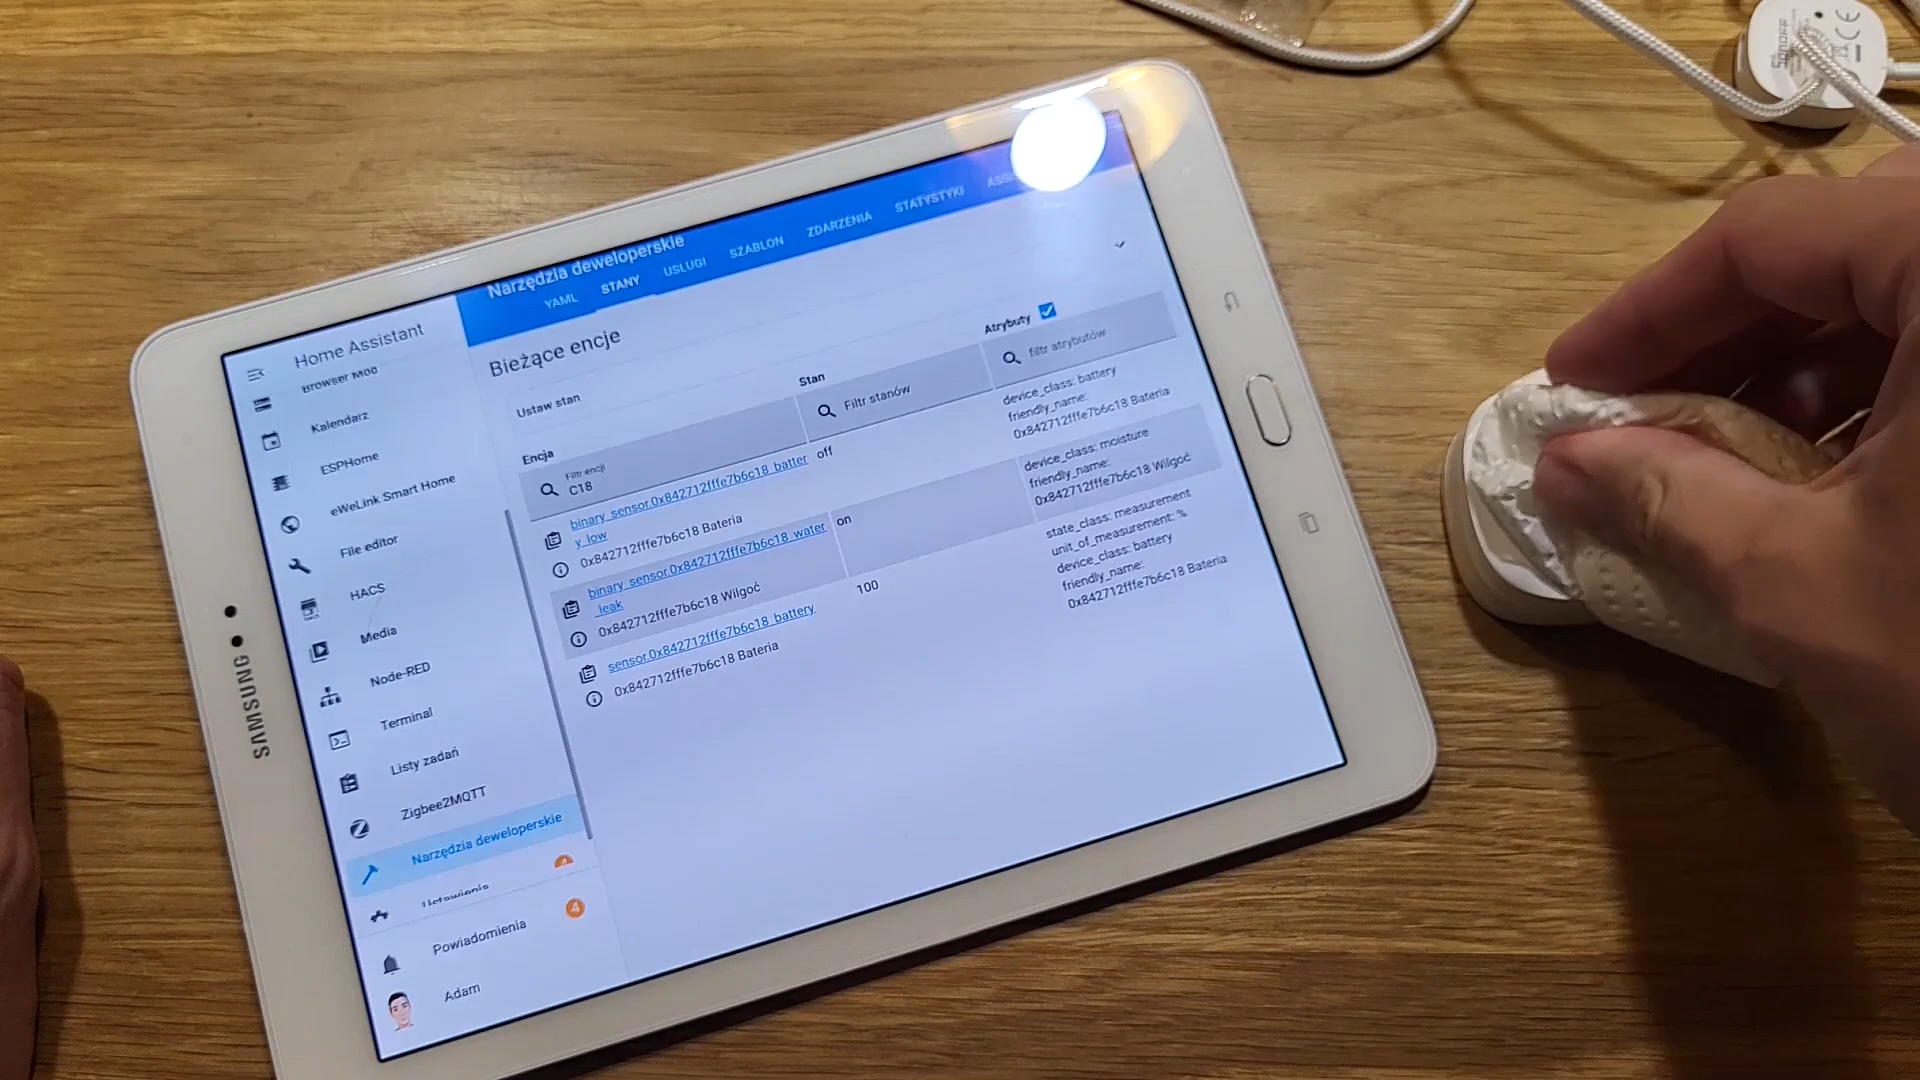 SONOFF
CE
Narzędzia deweloperskie
YAML STANY USŁUGI SZABLON ZDARZENIA STATYSTYKI
Home Assistant
Browser Mod
Kalendarz
ESPHome
eWeLink Smart Home
File editor
HACS
Media
Node-RED
Terminal
Listy zadań
Zigbee2MQTT
Narzędzia deweloperskie
4
Powiadomienia 4
Adam
Bieżące encje
Ustaw stan
Encja
Stan
Atrybuty
Filtr encji
C18
Filtr stanów
filtr atrybutów
binary_sensor.0x842712fffe7b6c18_batter
y_low
0x842712fffe7b6c18 Bateria
off
device_class: battery
friendly_name:
0x842712fffe7b6c18 Bateria
binary_sensor.0x842712fffe7b6c18_water
_leak
0x842712fffe7b6c18 Wilgoć
on
device_class: moisture
friendly_name:
0x842712fffe7b6c18 Wilgoć
sensor.0x842712fffe7b6c18_battery
0x842712fffe7b6c18 Bateria
100
state_class: measurement
unit_of_measurement: %
device_class: battery
friendly_name:
0x842712fffe7b6c18 Bateria
SAMSUNG